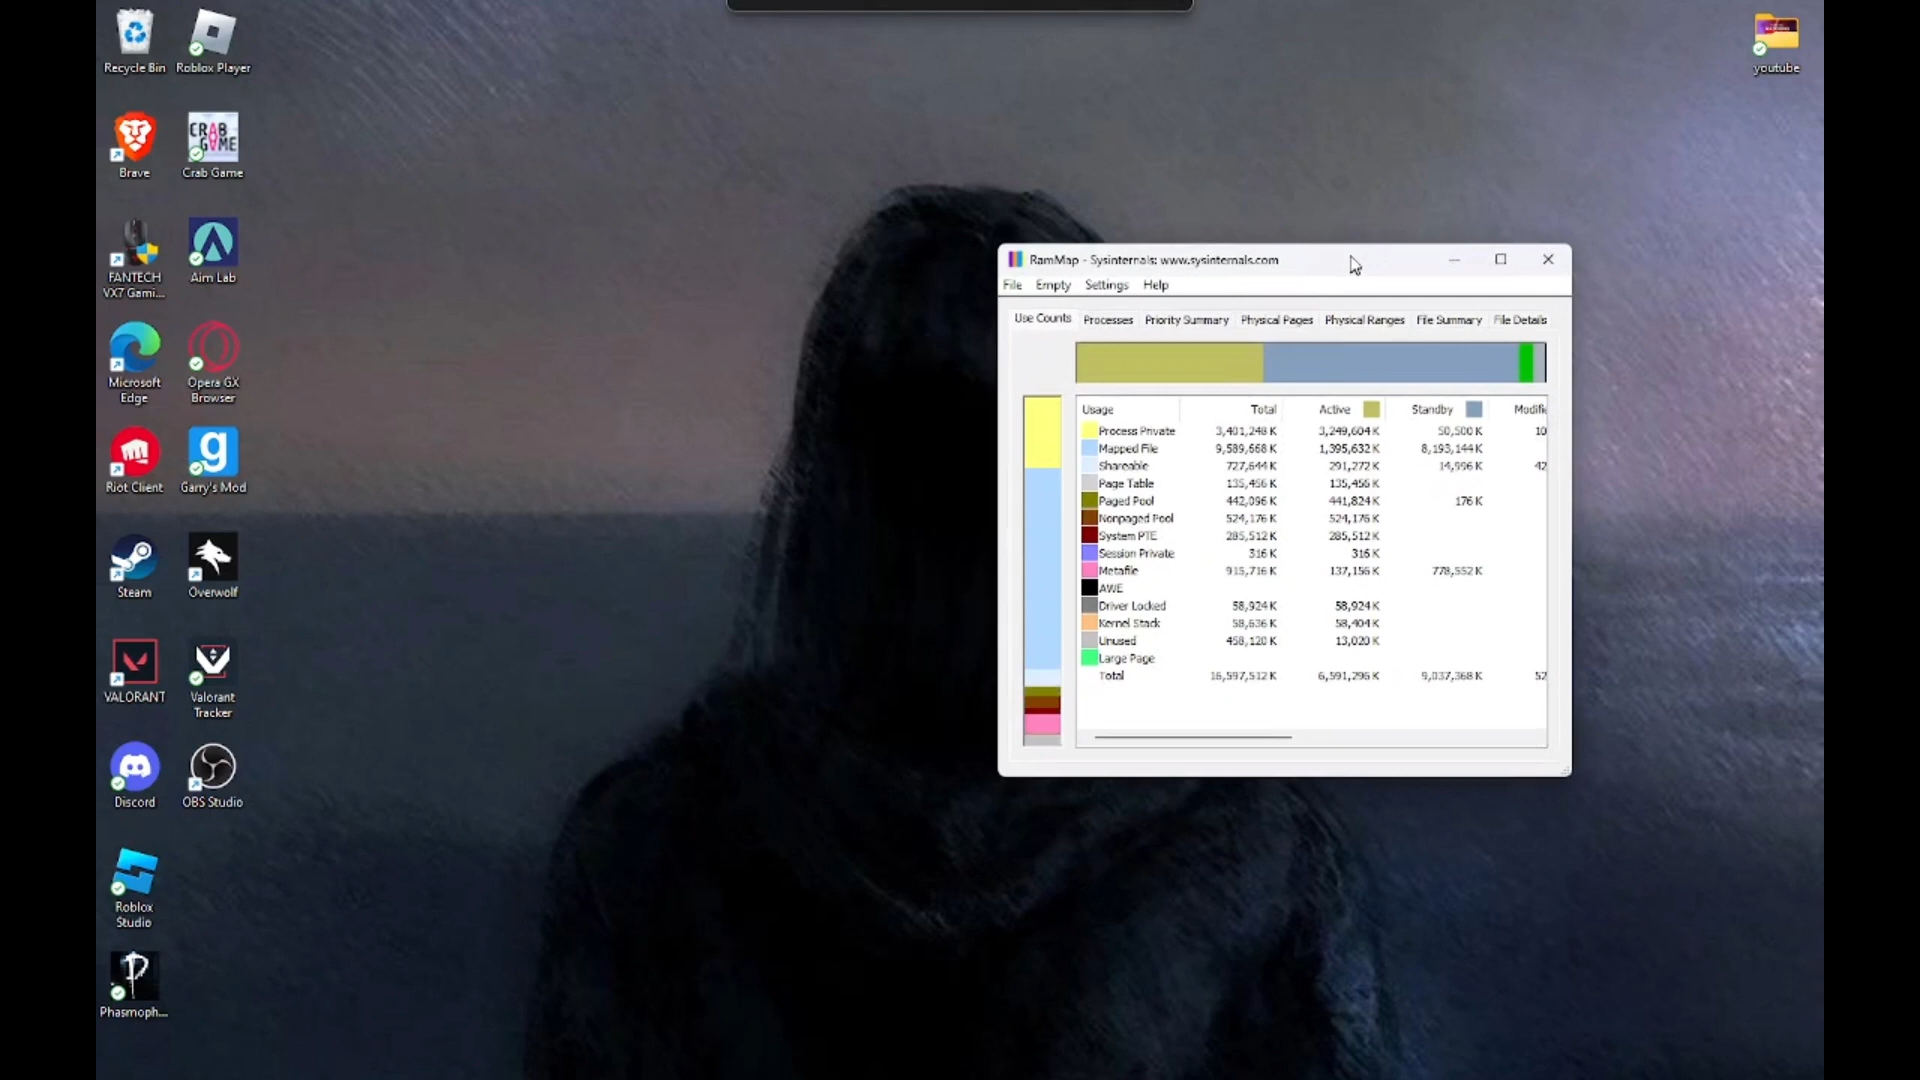 Recycle Bin
Roblox Player
youtube
Brave
CRAB
GAME
Crab Game
FANTECH
VX7 Gami...
Aim Lab
Microsoft
Edge
Opera GX
Browser
Riot Client
g
Garry's Mod
Steam
Overwolf
VALORANT
Valorant
Tracker
Discord
OBS Studio
Roblox
Studio
Phasmoph...
RamMap - Sysinternals: www.sysinternals.com
File Empty Settings Help
Use Counts Processes Priority Summary Physical Pages Physical Ranges File Summary File Details
Usage Total Active Standby Modifi
Process Private 3,401,248 K 3,249,604 K 50,500 K 10
Mapped File 9,589,668 K 1,395,632 K 8,193,144 K
Shareable 727,644 K 291,272 K 14,996 K 42
Page Table 135,456 K 135,456 K
Paged Pool 442,096 K 441,824 K 176 K
Nonpaged Pool 524,176 K 524,176 K
System PTE 285,512 K 285,512 K
Session Private 316 K 316 K
Metafile 915,716 K 137,156 K 778,552 K
AWE
Driver Locked 58,924 K 58,924 K
Kernel Stack 58,636 K 58,404 K
Unused 458,120 K 13,020 K
Large Page
Total 16,597,512 K 6,591,296 K 9,037,368 K 52